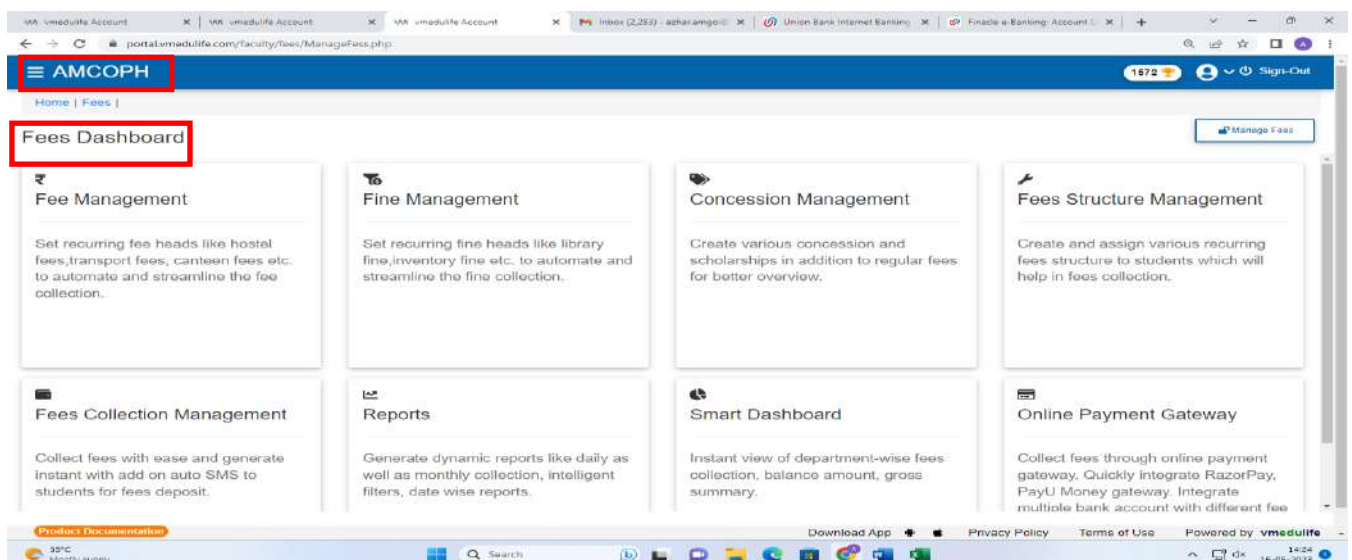 vmedulife Account
vmedulife Account
vmedulife Account
Inbox (2,283) - azhar.amgoi@
Union Bank Internet Banking
Finacle e-Banking: Account
portal.vmedulife.com/faculty/fees/ManageFess.php
AMCOPH
1672
Sign-Out
Home | Fees |
Fees Dashboard
Manage Fees
Fee Management
Set recurring fee heads like hostel
fees,transport fees, canteen fees etc.
to automate and streamline the fee
collection.
Fine Management
Set recurring fine heads like library
fine,inventory fine etc. to automate and
streamline the fine collection.
Concession Management
Create various concession and
scholarships in addition to regular fees
for better overview.
Fees Structure Management
Create and assign various recurring
fees structure to students which will
help in fees collection.
Fees Collection Management
Collect fees with ease and generate
instant with add on auto SMS to
students for fees deposit.
Reports
Generate dynamic reports like daily as
well as monthly collection, intelligent
filters, date wise reports.
Smart Dashboard
Instant view of department-wise fees
collection, balance amount, gross
summary.
Online Payment Gateway
Collect fees through online payment
gateway. Quickly integrate RazorPay,
PayU Money gateway. Integrate
multiple bank account with different fee
Product Documentation
Download App
Privacy Policy
Terms of Use
Powered by vmedulife
35°C
Mostly sunny
Search
14:24
16-05-2023